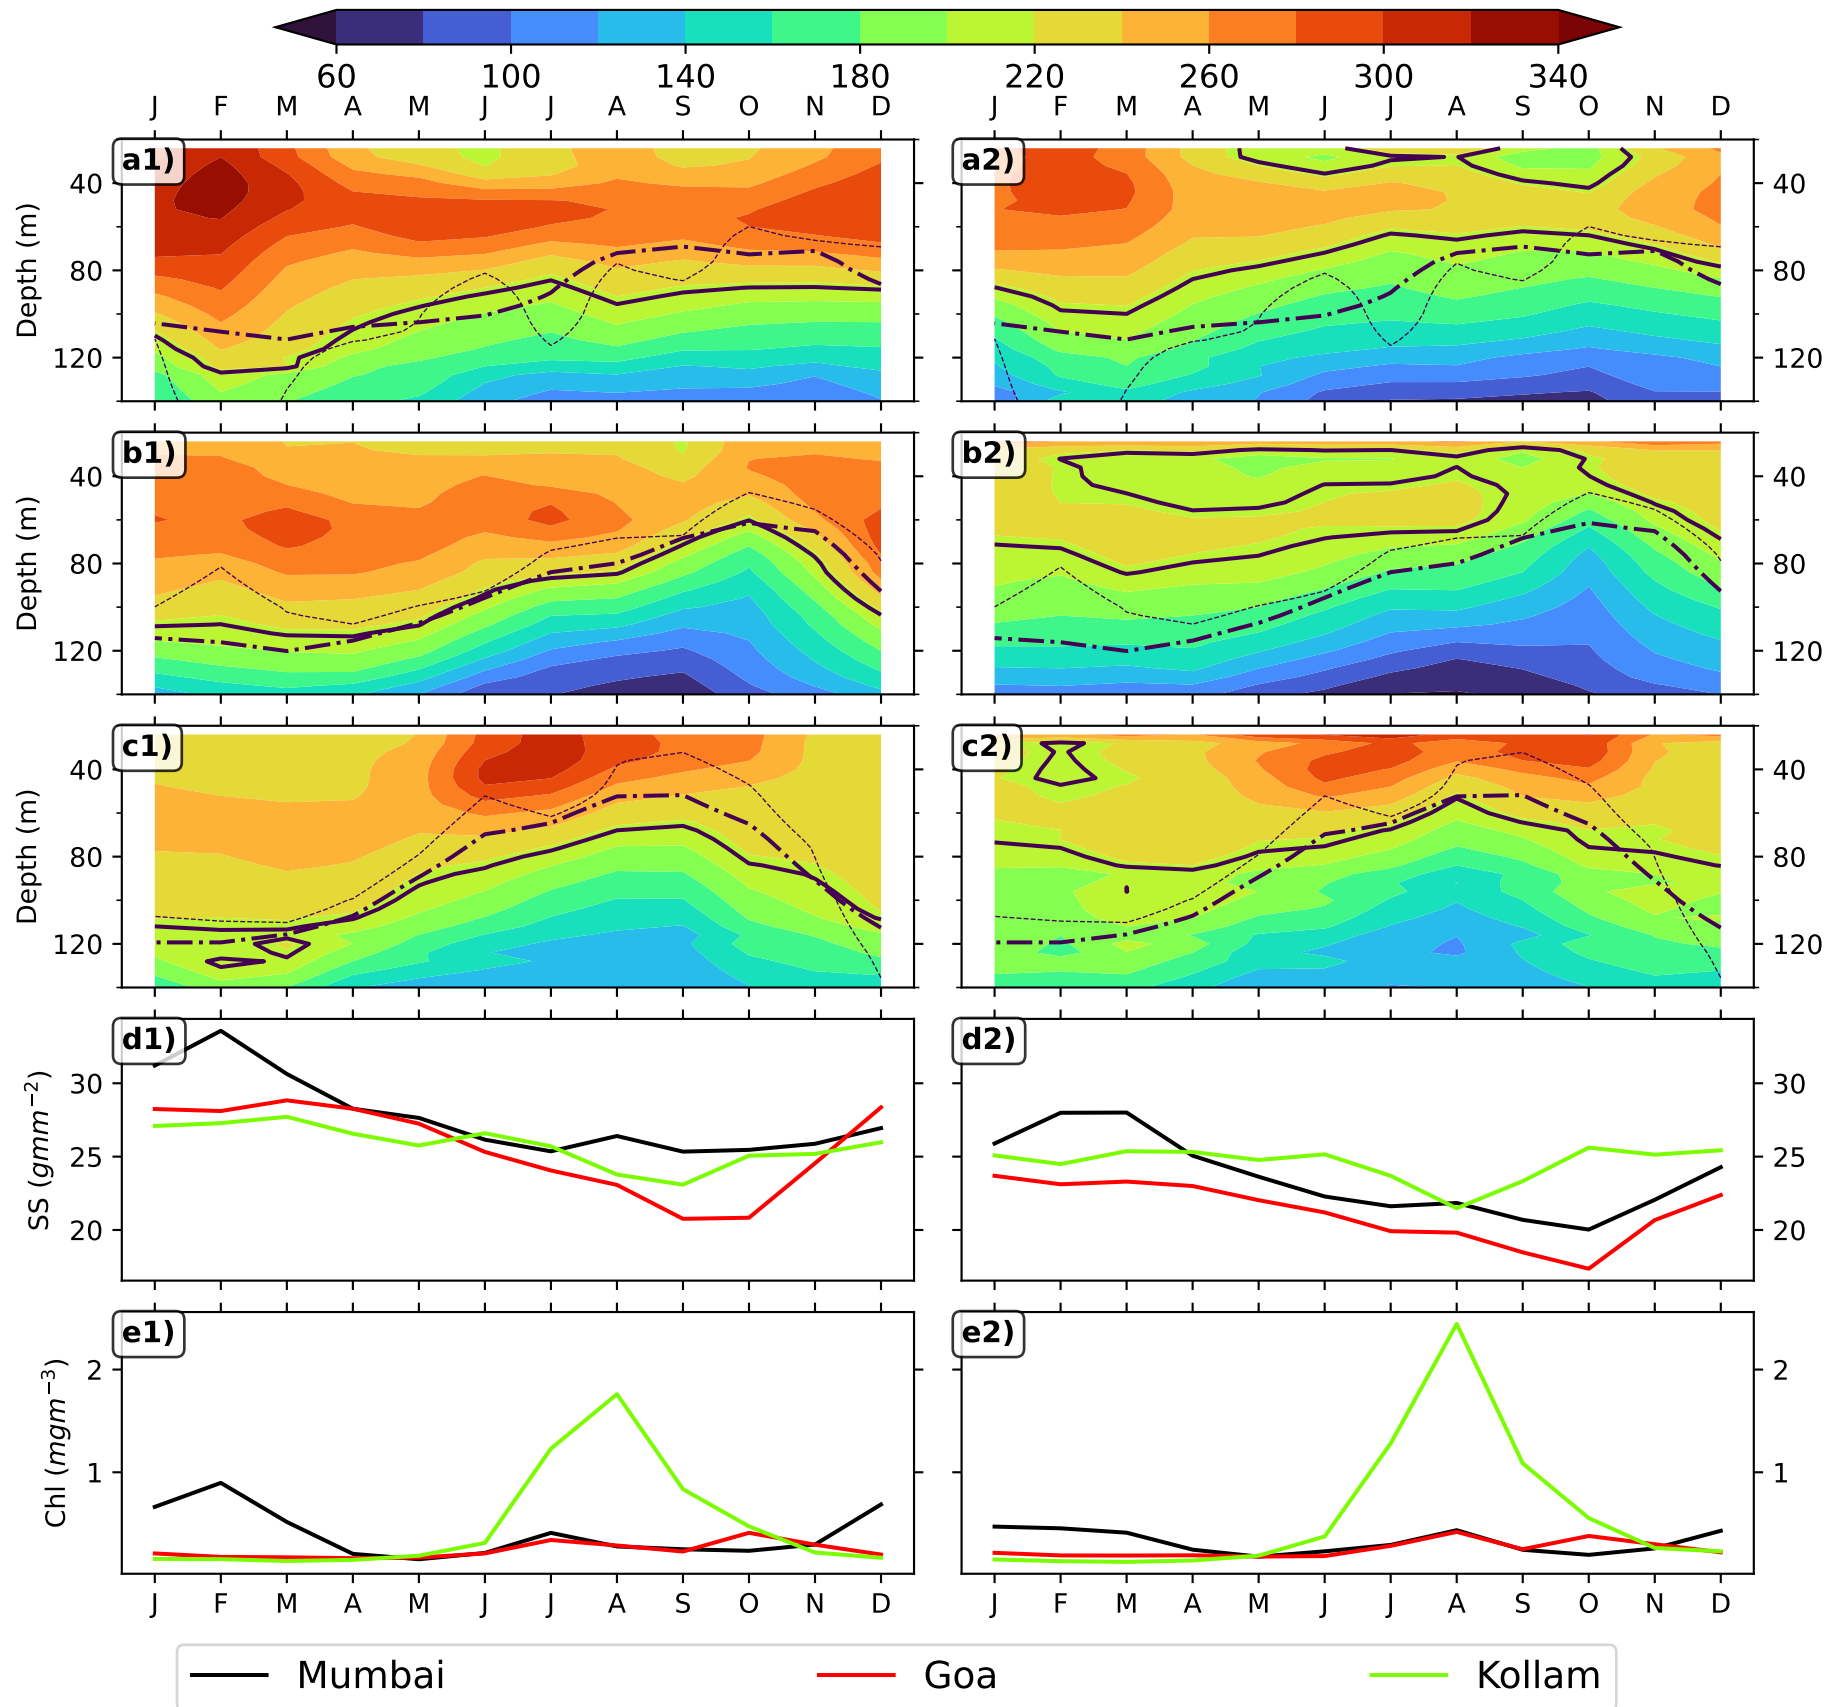 60 100 140 180 220 260 300 340
J F M A M J J A S O N D J F M A M J J A S O N D
a1) a2)
Depth (m) 40 80 120 40 80 120
b1) b2)
Depth (m) 40 80 120 40 80 120
c1) c2)
Depth (m) 40 80 120 40 80 120
d1) d2)
SS (gmm⁻²) 30 25 20 30 25 20
e1) e2)
Chl (mgm⁻³) 2 1 2 1
J F M A M J J A S O N D J F M A M J J A S O N D
Mumbai Goa Kollam